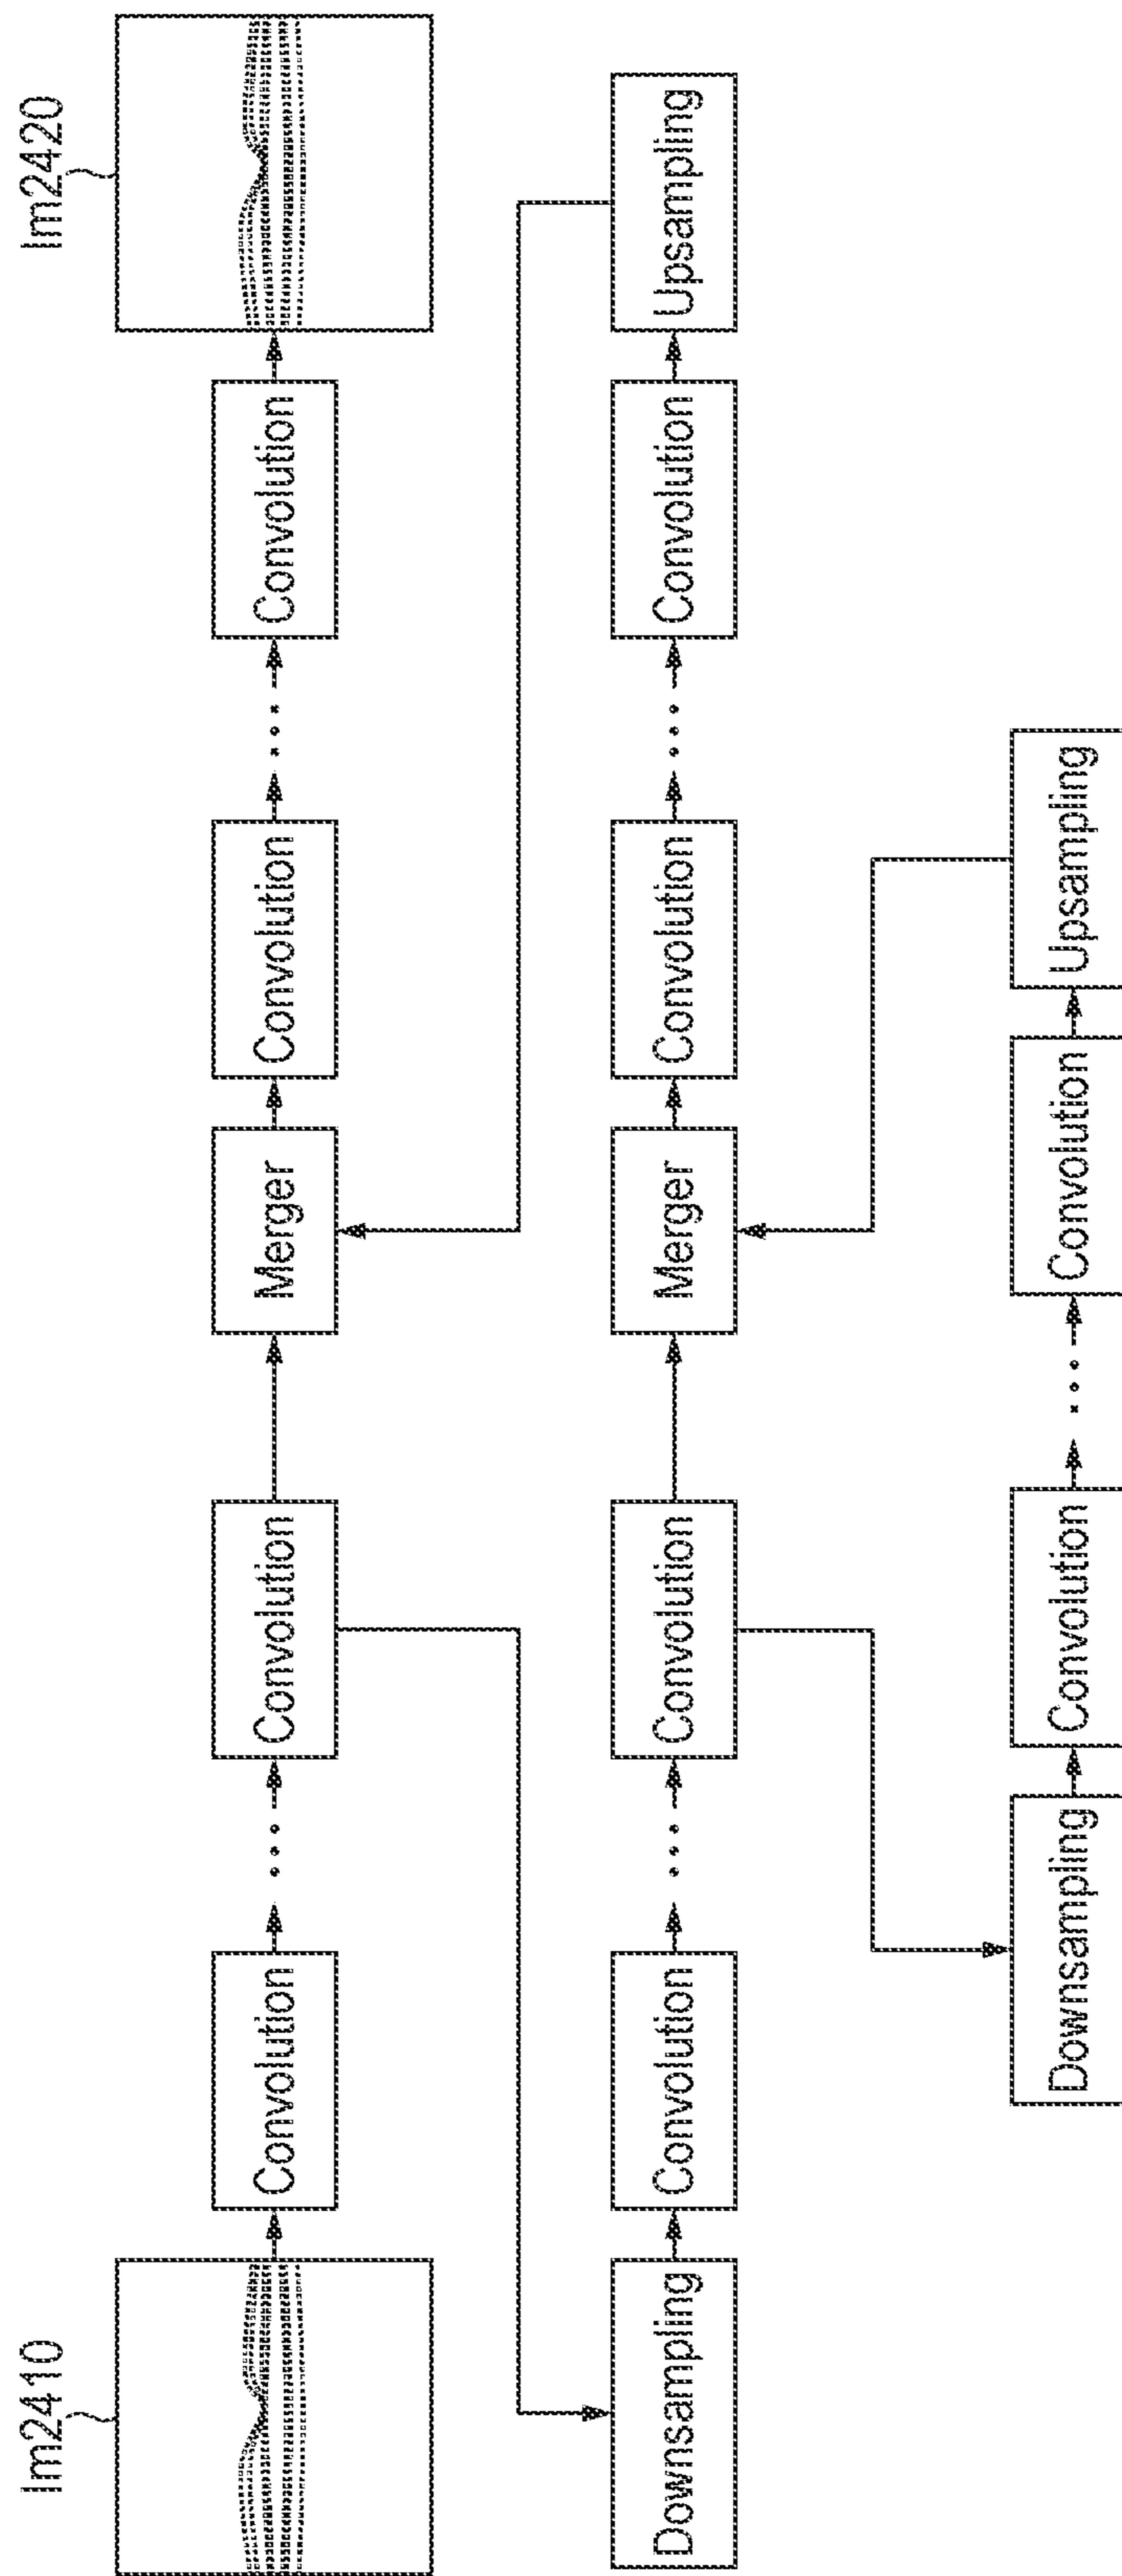 Im2410
Im2420
Convolution
Convolution
Merger
Convolution
Convolution
Downsampling
Convolution
Convolution
Merger
Convolution
Convolution
Upsampling
Downsampling
Convolution
Convolution
Upsampling